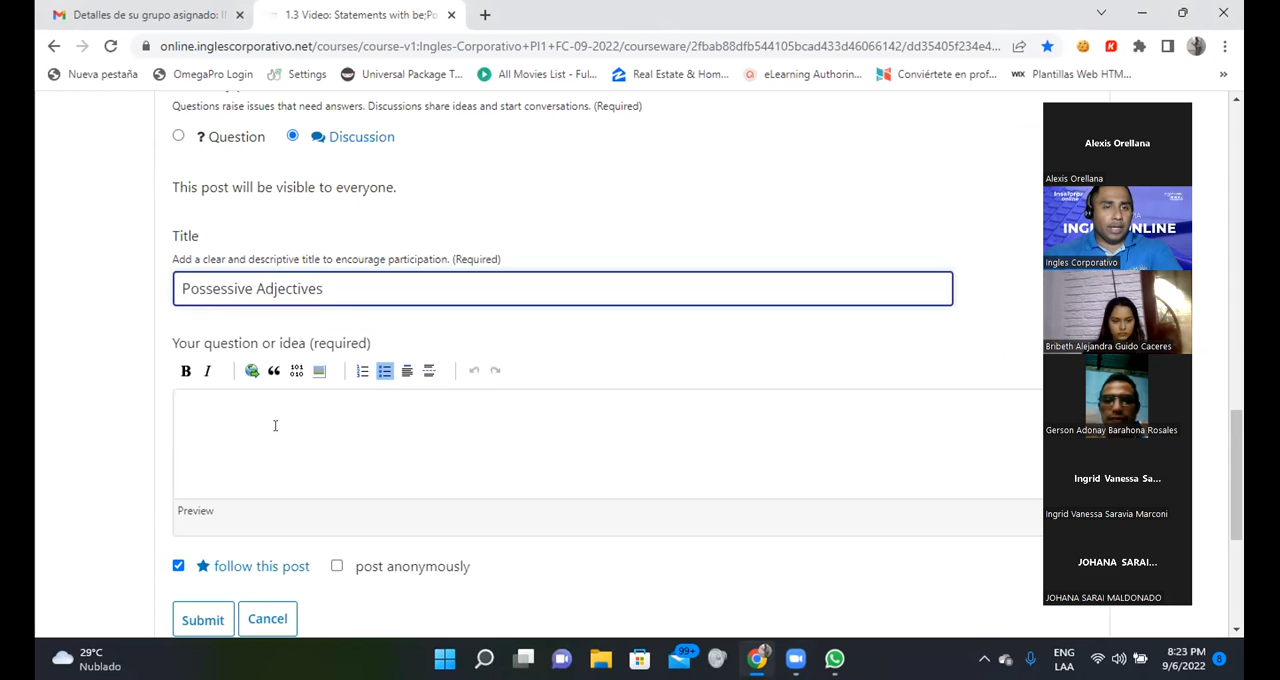 Detalles de su grupo asignado: I
1.3 Video: Statements with be;Po
online.inglescorporativo.net/courses/course-v1:Ingles-Corporativo+PI1+FC-09-2022/courseware/2fbab88dfb544105bcad433d46066142/dd35405f234e4...
Nueva pestaña
OmegaPro Login
Settings
Universal Package T...
All Movies List - Ful...
Real Estate & Hom...
eLearning Authorin...
Conviértete en prof...
WIX Plantillas Web HTM...
»
Questions raise issues that need answers. Discussions share ideas and start conversations. (Required)
? Question
Discussion
This post will be visible to everyone.
Title
Add a clear and descriptive title to encourage participation. (Required)
Possessive Adjectives
Your question or idea (required)
B I
Preview
follow this post
post anonymously
Submit
Cancel
Alexis Orellana
Alexis Orellana
Ingles Corporativo
Bribeth Alejandra Guido Caceres
Gerson Adonay Barahona Rosales
Ingrid Vanessa Sa...
Ingrid Vanessa Saravia Marconi
JOHANA SARAI...
JOHANA SARAI MALDONADO
29°C
Nublado
99+
ENG
LAA
8:23 PM
9/6/2022
8